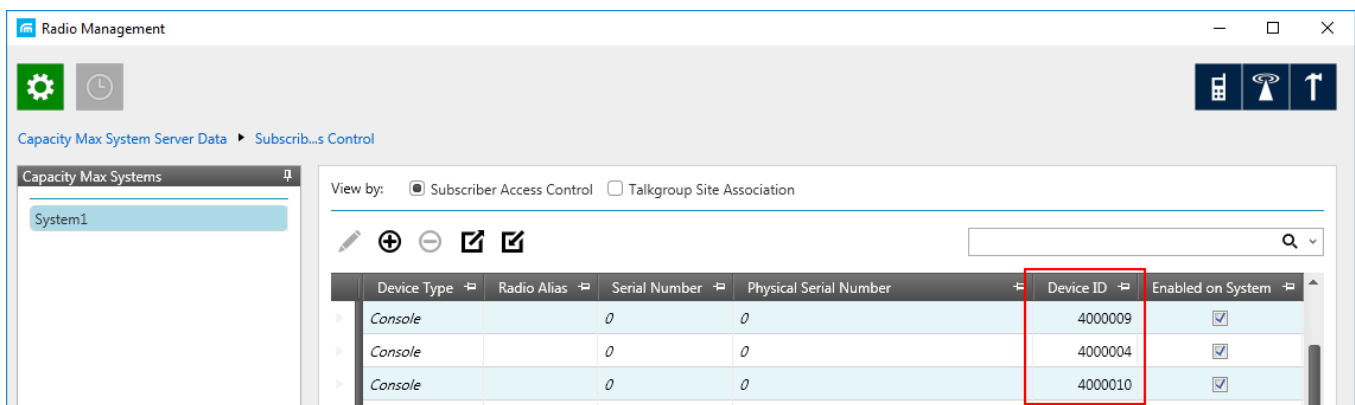 Radio Management
Capacity Max System Server Data Subscrib...s Control
Capacity Max Systems
System1
View by: Subscriber Access Control Talkgroup Site Association
Device Type Radio Alias Serial Number Physical Serial Number Device ID Enabled on System
Console 0 0 4000009
Console 0 0 4000004
Console 0 0 4000010